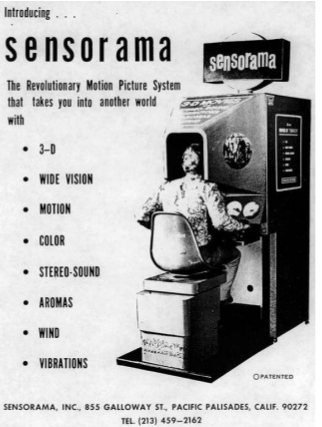 Introducing . . .
sensorama
sensorama
The Revolutionary Motion Picture System
that takes you into another world
with
• 3–D
• WIDE VISION
• MOTION
• COLOR
• STEREO-SOUND
• AROMAS
• WIND
• VIBRATIONS
PATENTED
SENSORAMA, INC., 855 GALLOWAY ST., PACIFIC PALISADES, CALIF. 90272
TEL. (213) 459–2162